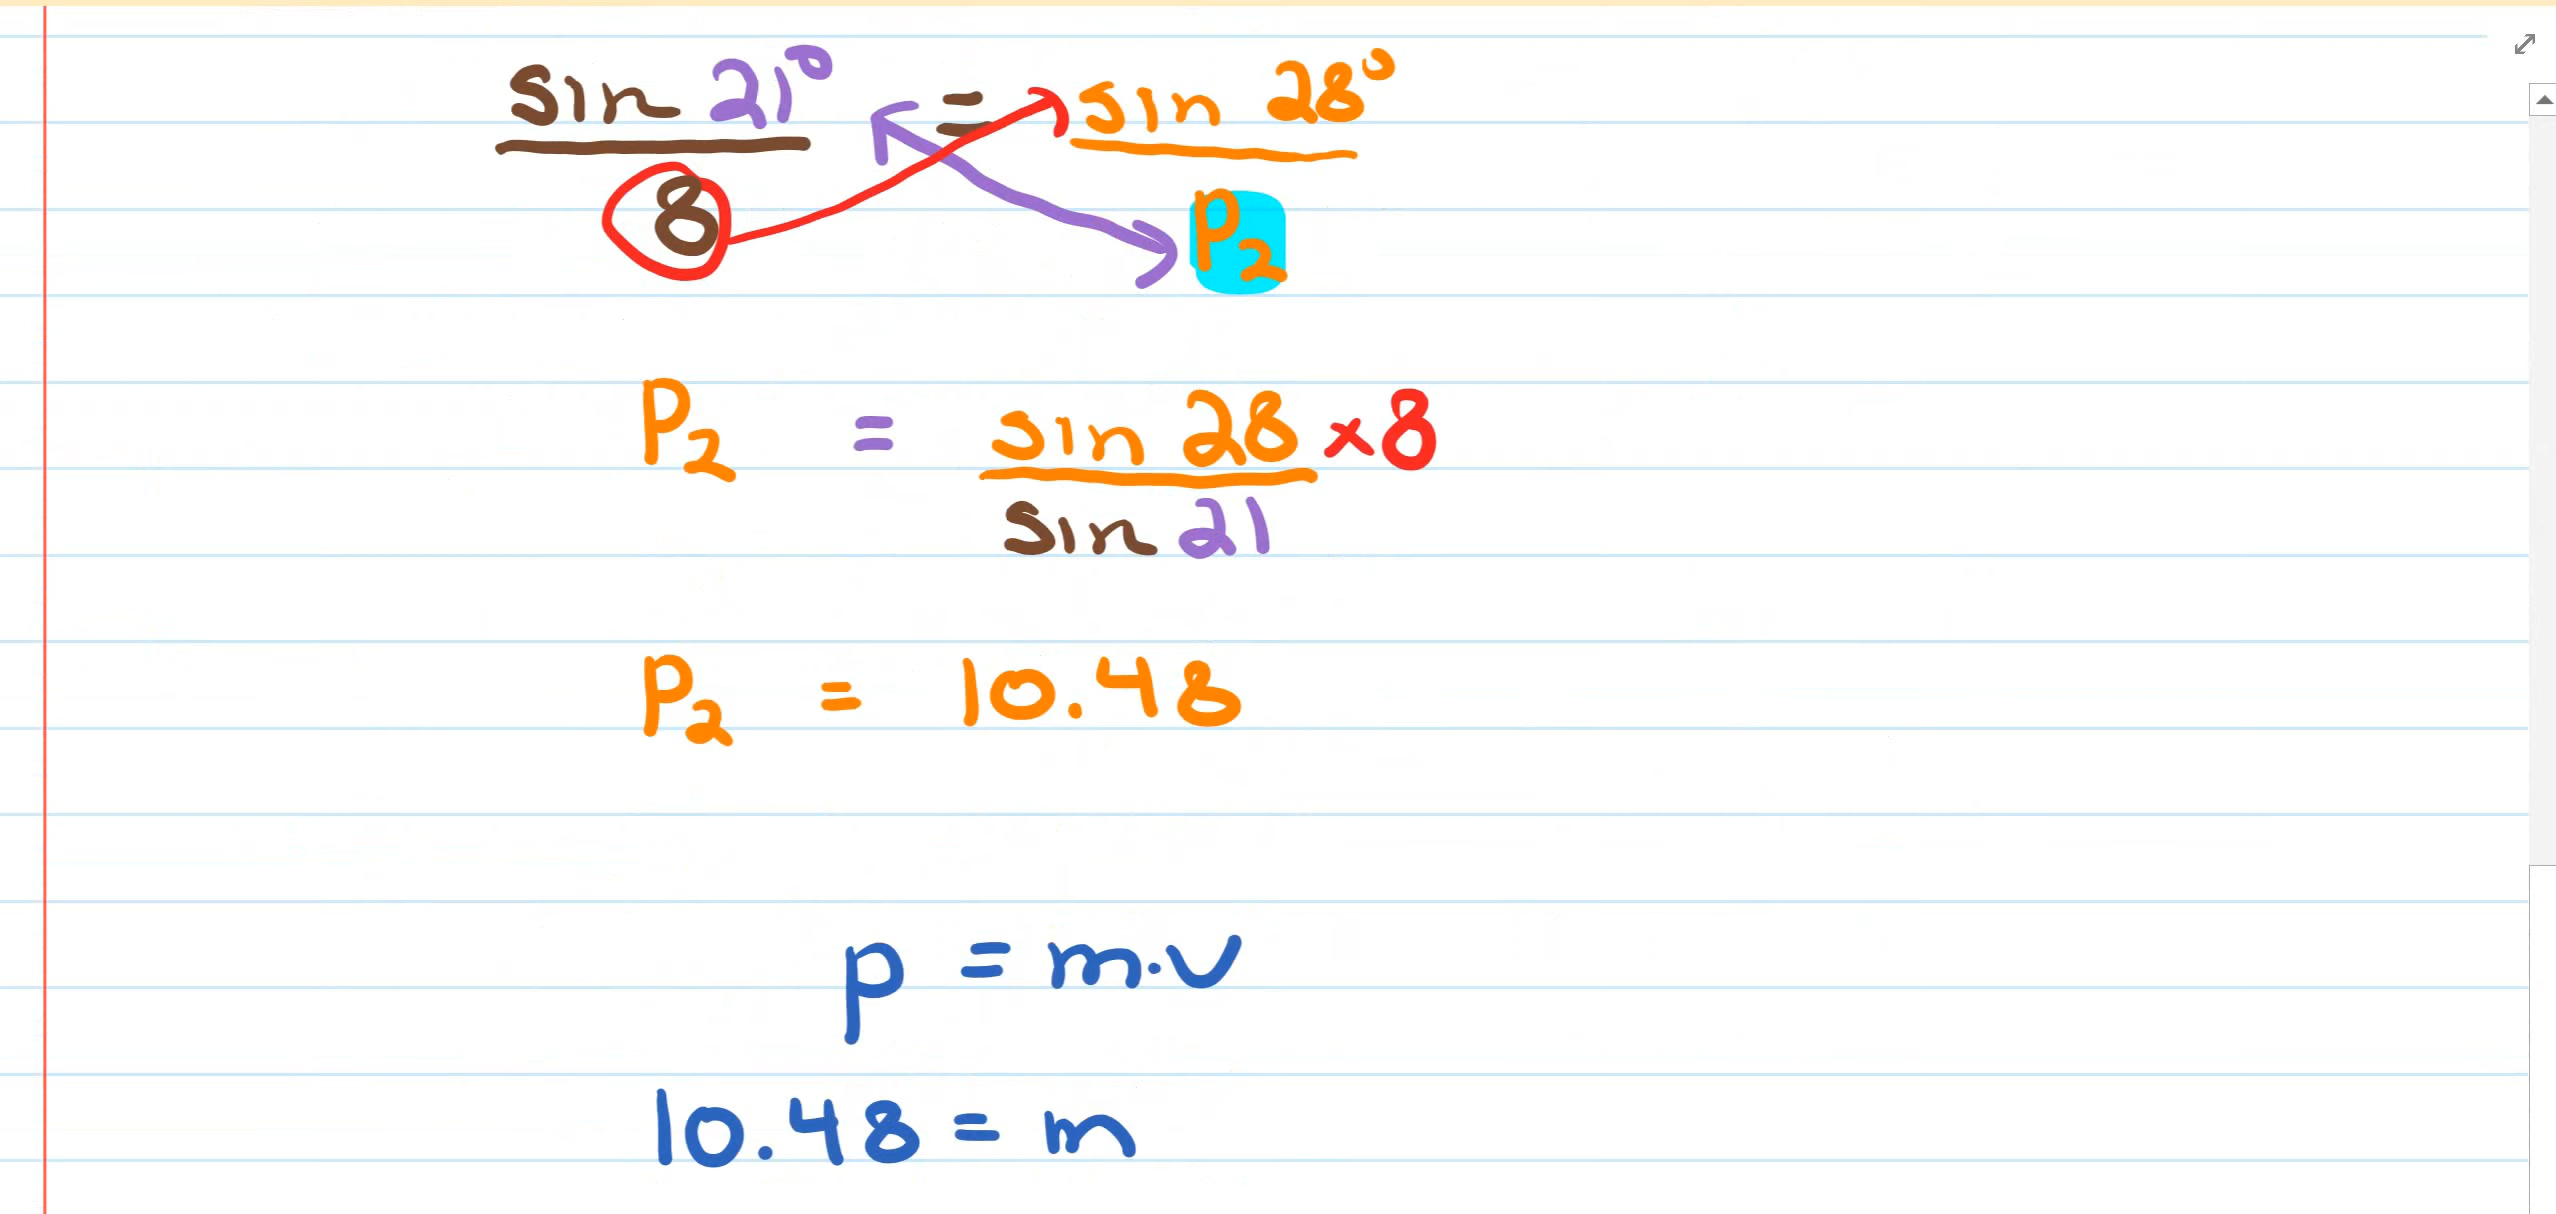 sin 21° = sin 28°
8 P₂
P₂ = sin 28 × 8
sin 21
P₂ = 10.48
p = m·v
10.48 = m